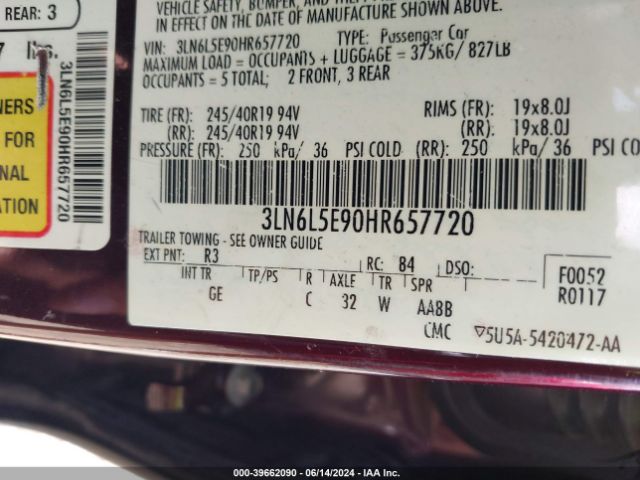 VEHICLE SAFETY, BUMPER, AND THEFT
IN EFFECT ON THE DATE OF MANUFACTURE SHOWN ABOVE.
VIN: 3LN6L5E90HR657720 TYPE: Passenger Car
MAXIMUM LOAD = OCCUPANTS + LUGGAGE = 375KG/ 827LB
OCCUPANTS = 5 TOTAL; 2 FRONT, 3 REAR
TIRE (FR): 245/40R19 94V RIMS (FR): 19x8.0J
(RR): 245/40R19 94V (RR): 19x8.0J
PRESSURE (FR): 250 kPa/ 36 PSI COLD (RR): 250 kPa/ 36 PSI CO
3LN6L5E90HR657720
TRAILER TOWING - SEE OWNER GUIDE
EXT PNT: R3 RC: 84 DSO: F0052
INT TR TP/PS R AXLE TR SPR R0117
GE C 32 W AA8B
CMC ▽5U5A-5420472-AA
REAR: 3
7 lbs.
3LN6L5E90HR657720
NERS
FOR
NAL
ATION
000-39662090 - 06/14/2024 - IAA Inc.